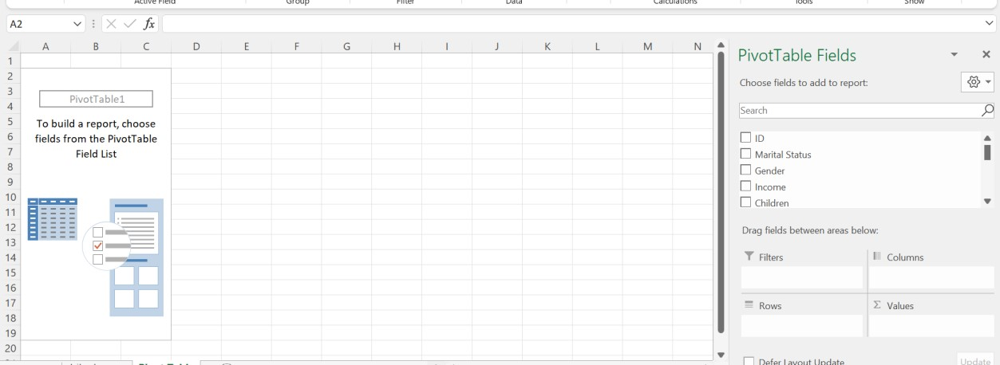 Active Field Group Filter Data Calculations Tools Show
A2 fx
A B C D E F G H I J K L M N
1
2
3
4
5
6
7
8
9
10
11
12
13
14
15
16
17
18
19
20
PivotTable1
To build a report, choose
fields from the PivotTable
Field List
PivotTable Fields
Choose fields to add to report:
Search
ID
Marital Status
Gender
Income
Children
Drag fields between areas below:
Filters
Columns
Rows
Σ Values
Defer Layout Update
Update